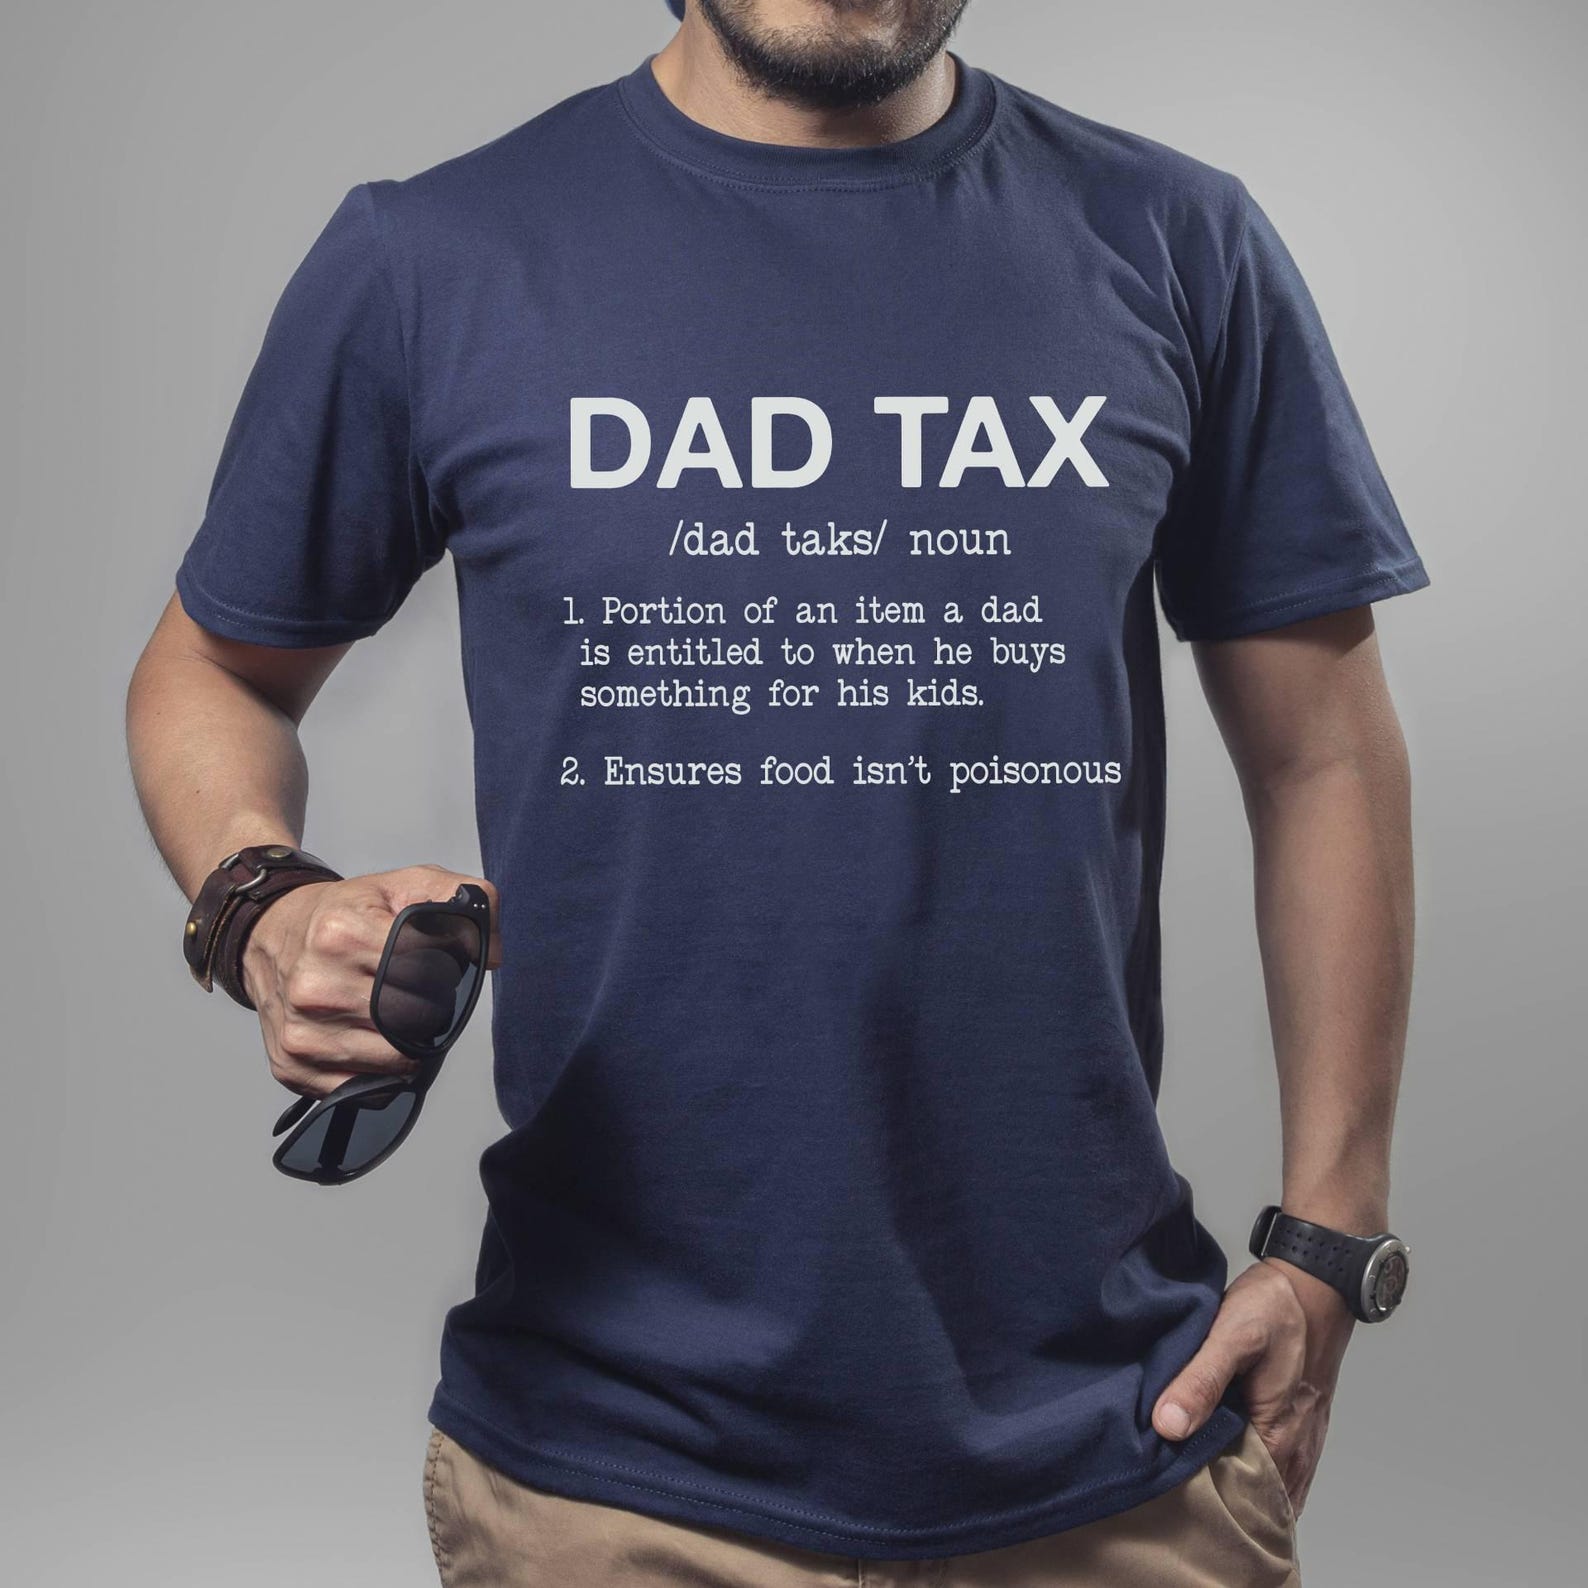 DAD TAX
/dad taks/ noun
1. Portion of an item a dad
is entitled to when he buys
something for his kids.
2. Ensures food isn't poisonous